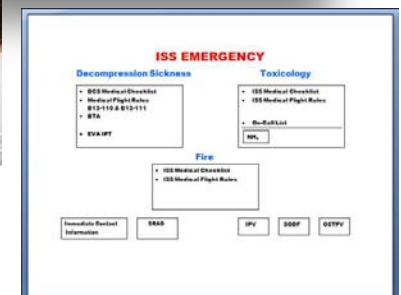 ISS EMERGENCY
Decompression Sickness
• DCS Medical Checklist
• Medical Flight Rules
B13-110 & B13-111
• BTA
• EVA IPT
Toxicology
• ISS Medical Checklist
• ISS Medical Flight Rules
• On-Call List
NH₃
Fire
• ISS Medical Checklist
• ISS Medical Flight Rules
Immediate Contact
Information
SRAG
IPV
SODF
OSTPV